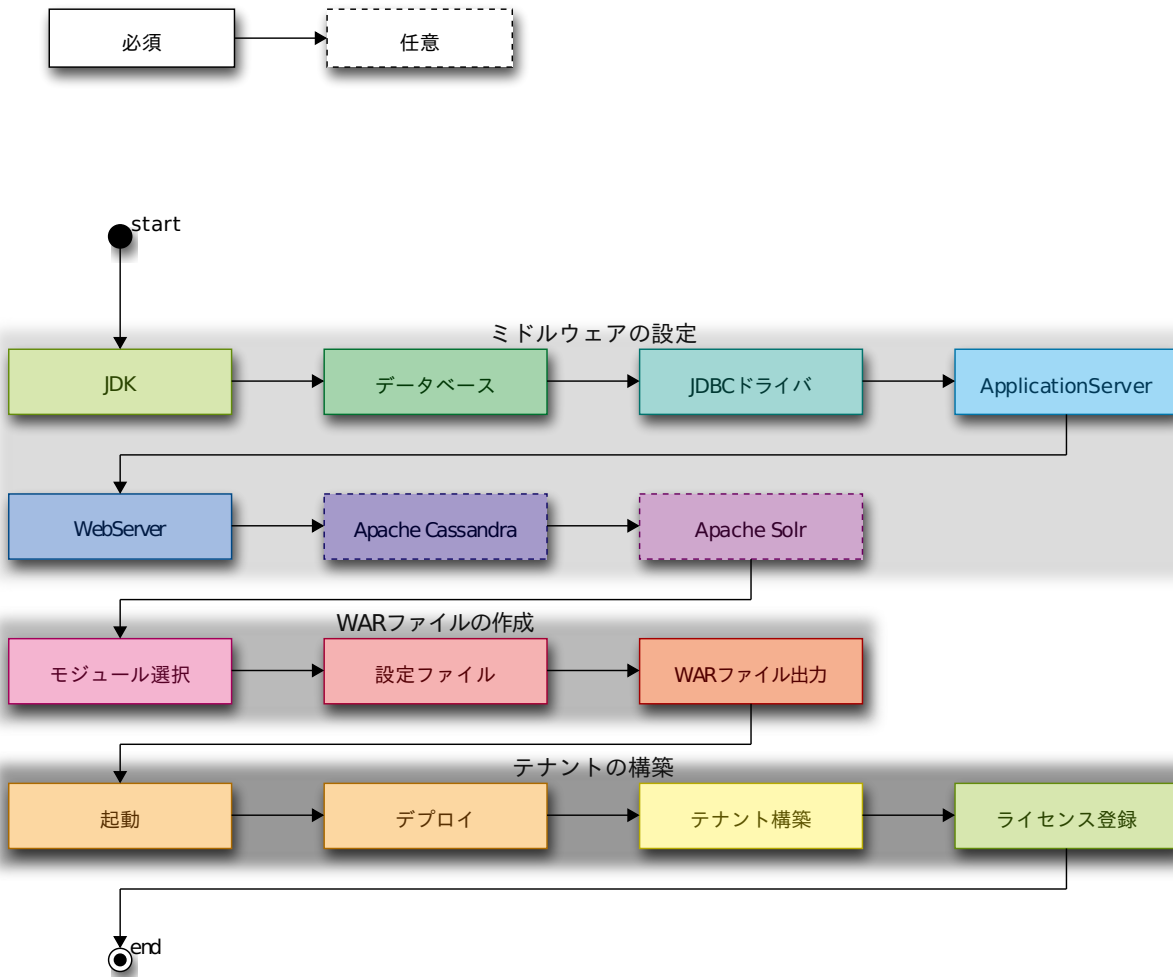 必須
任意
start
ミドルウェアの設定
JDK
データベース
JDBCドライバ
ApplicationServer
WebServer
Apache Cassandra
Apache Solr
WARファイルの作成
モジュール選択
設定ファイル
WARファイル出力
テナントの構築
起動
デプロイ
テナント構築
ライセンス登録
end